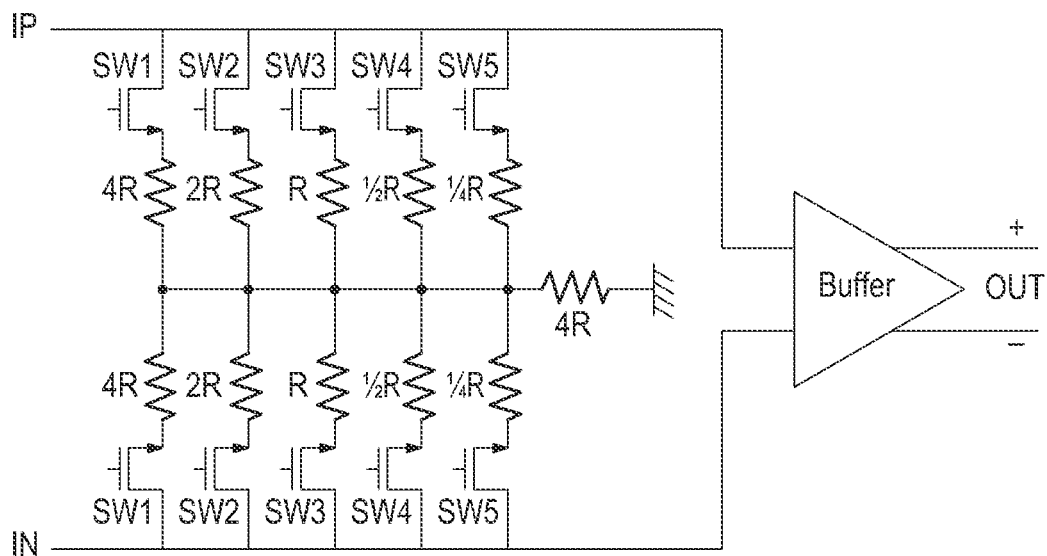 IP
SW1 SW2 SW3 SW4 SW5
4R 2R R ½R ¼R
+
Buffer OUT
4R
−
4R 2R R ½R ¼R
SW1 SW2 SW3 SW4 SW5
IN